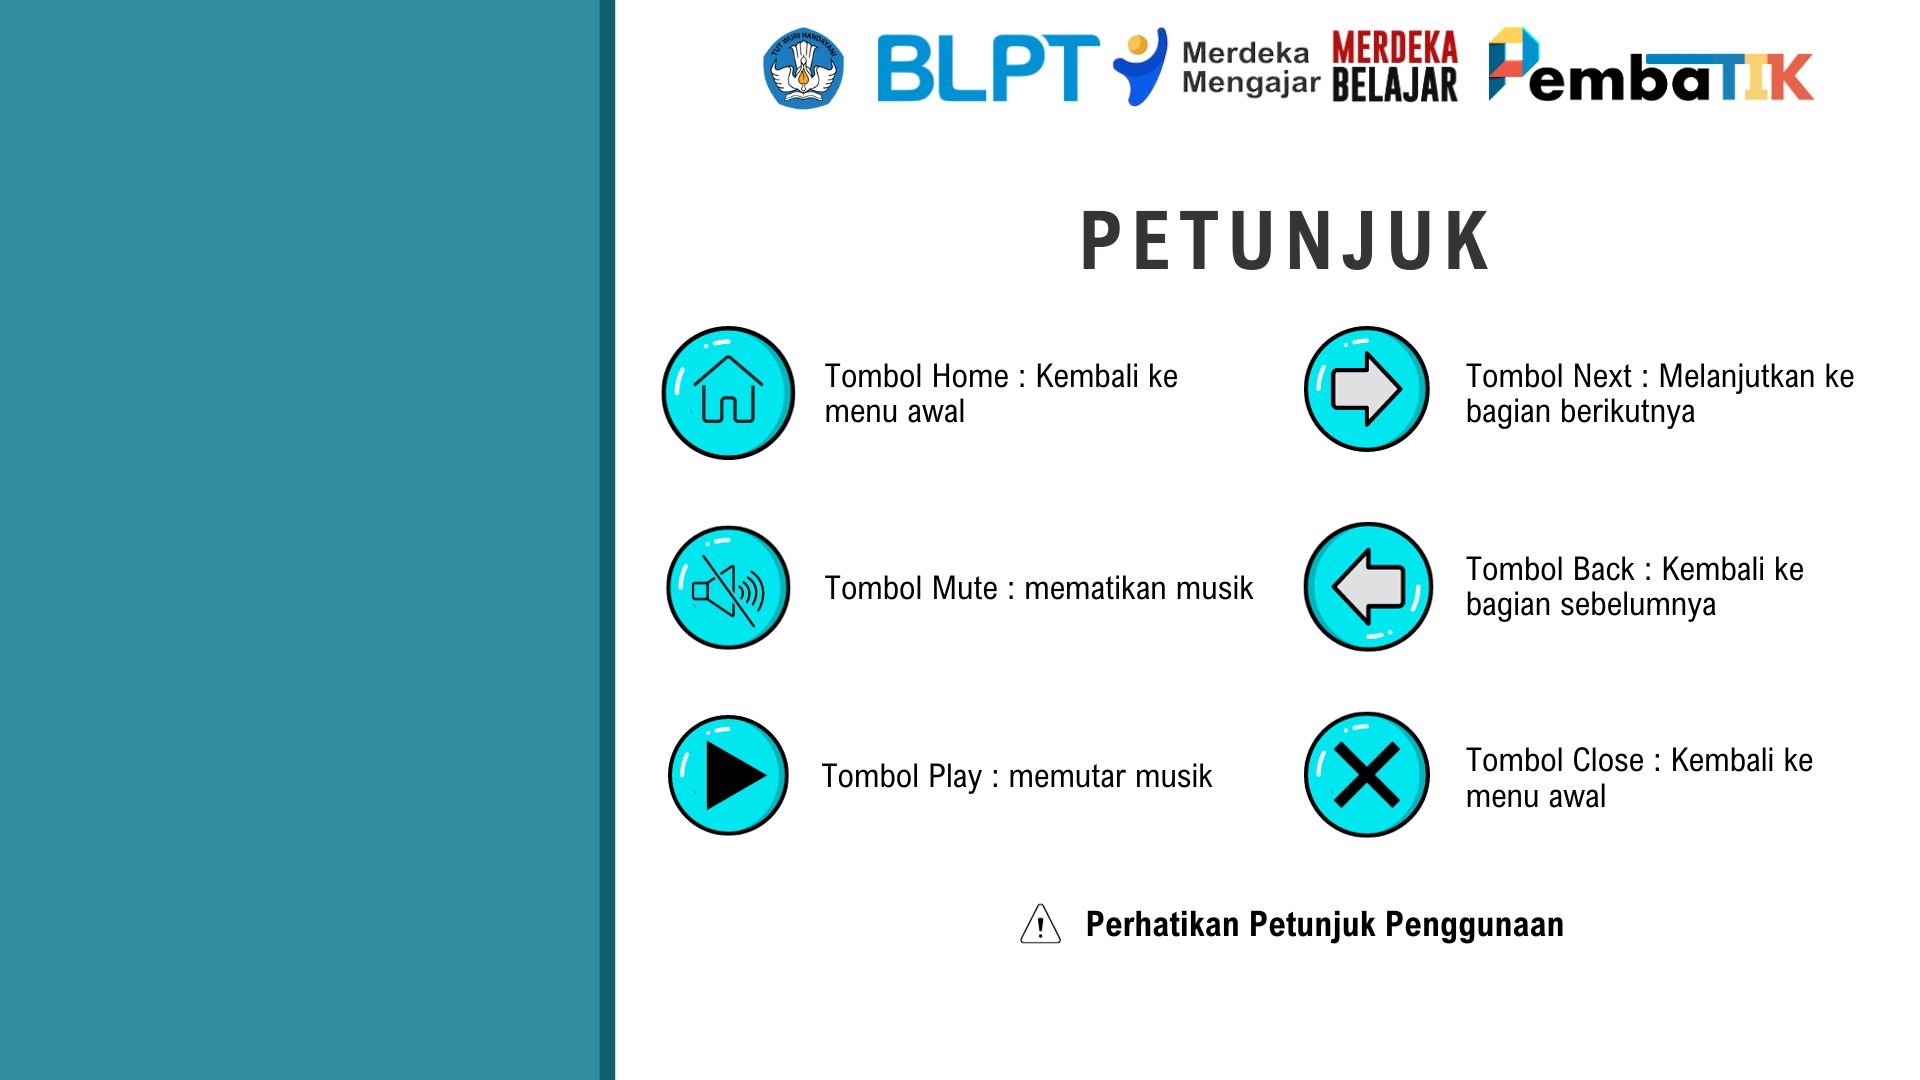 TUT WURI HANDAYANI
BLPT
Merdeka
Mengajar
MERDEKA
BELAJAR
PembaTIK
PETUNJUK
Tombol Home : Kembali ke
menu awal
Tombol Next : Melanjutkan ke
bagian berikutnya
Tombol Mute : mematikan musik
Tombol Back : Kembali ke
bagian sebelumnya
Tombol Play : memutar musik
Tombol Close : Kembali ke
menu awal
Perhatikan Petunjuk Penggunaan